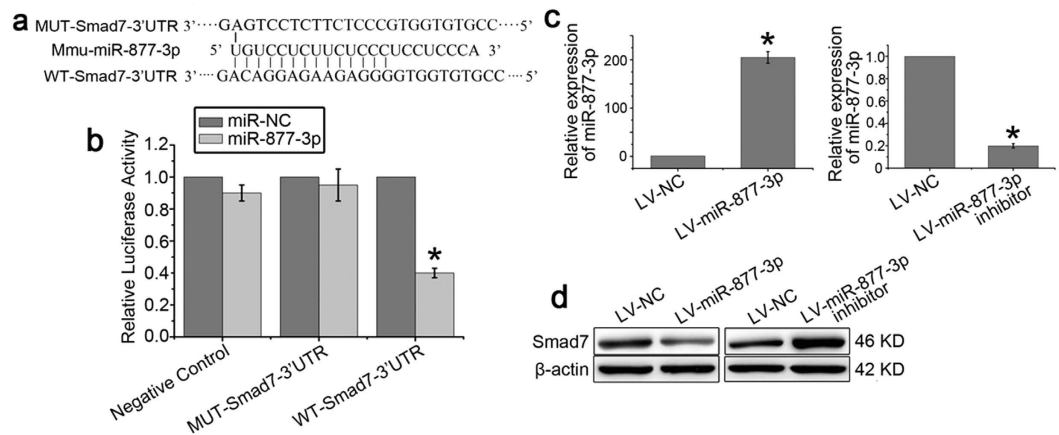 a
MUT-Smad7-3'UTR 3'···· GAGTCCTCTTCTCCCGTGGTGTGCC ···· 5'
Mmu-miR-877-3p 5' UGUCCUCUUCUCCCUCCUCCCA 3'
WT-Smad7-3'UTR 3'···· GACAGGAGAAGAGGGGTGGTGTGCC ···· 5'
b
miR-NC
miR-877-3p
Relative Luciferase Activity
1.0
0.8
0.6
0.4
0.2
0.0
*
Negative Control
MUT-Smad7-3'UTR
WT-Smad7-3'UTR
c
Relative expression
of miR-877-3p
200
100
0
*
LV-NC
LV-miR-877-3p
Relative expression
of miR-877-3p
1.0
0.8
0.6
0.4
0.2
0.0
*
LV-NC
LV-miR-877-3p
inhibitor
d
LV-NC
LV-miR-877-3p
LV-NC
LV-miR-877-3p
inhibitor
Smad7
46 KD
β-actin
42 KD